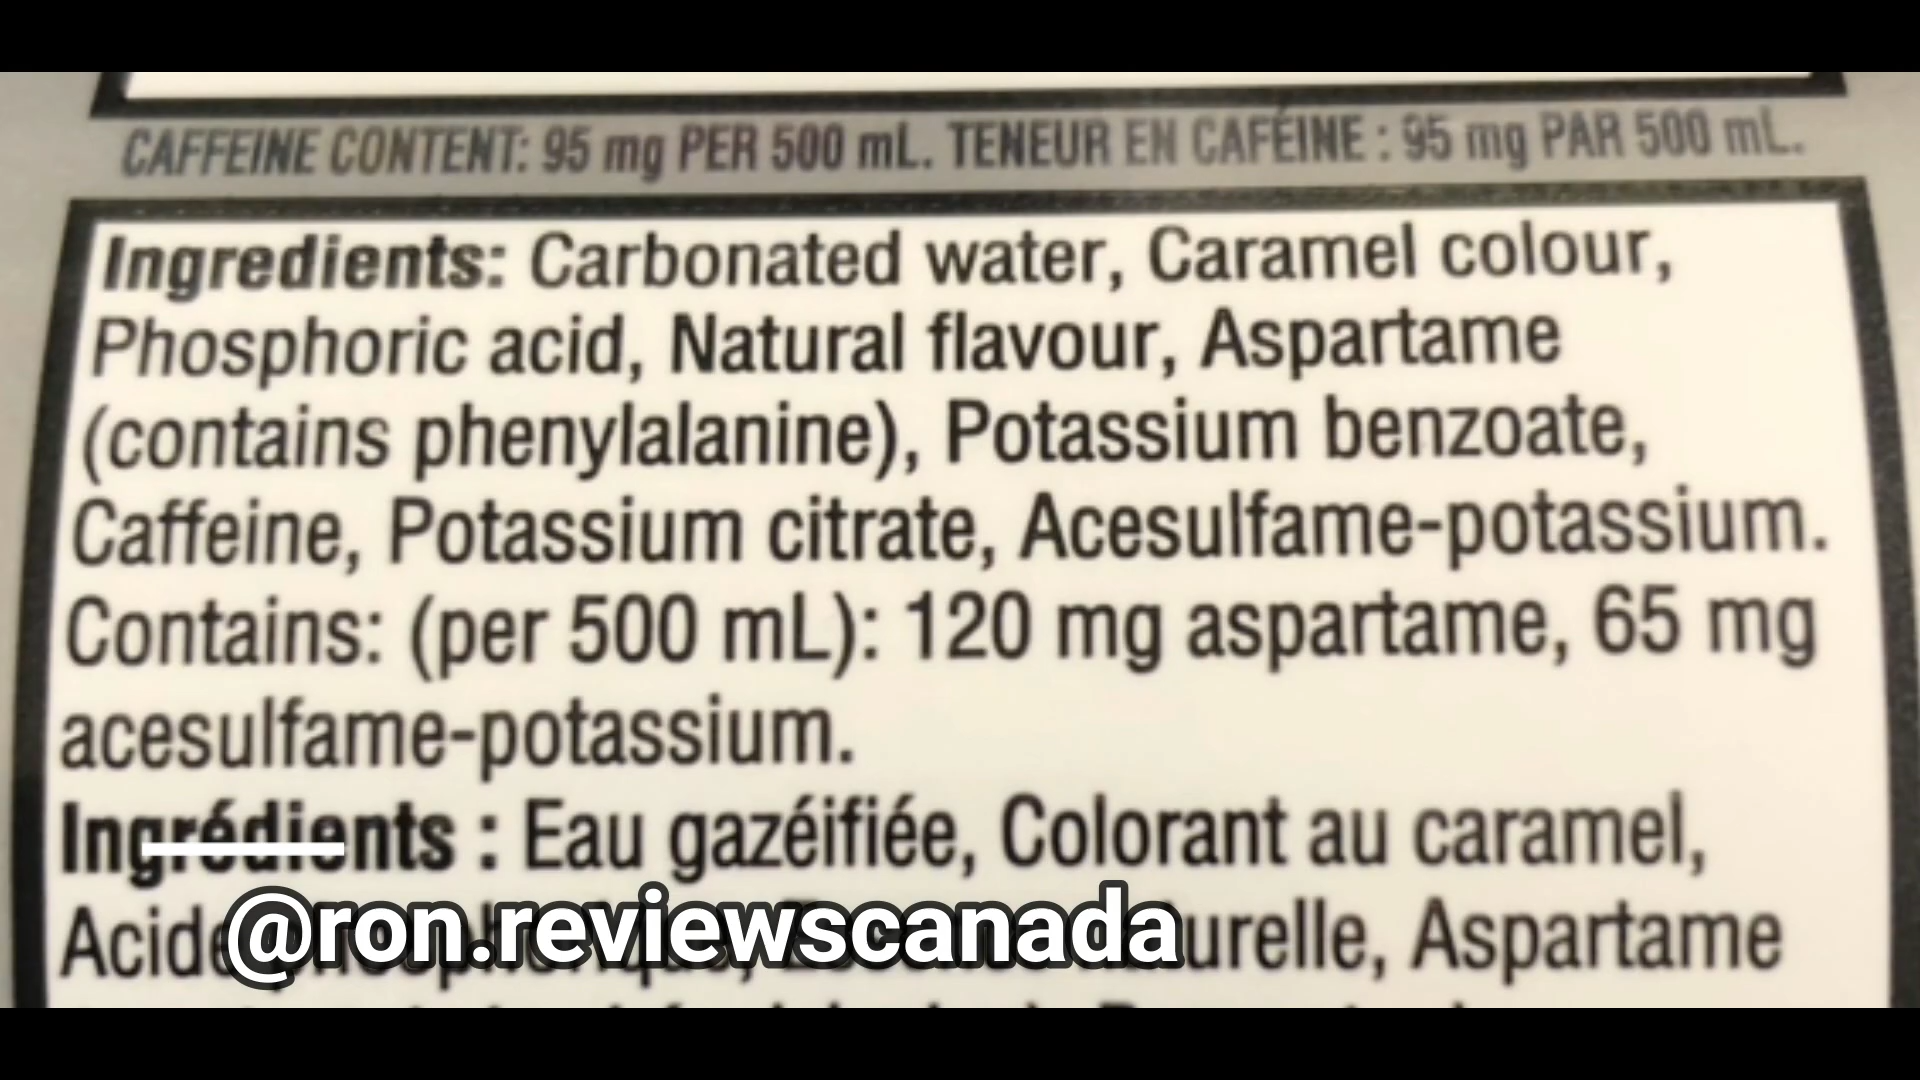 CAFFEINE CONTENT: 95 mg PER 500 mL. TENEUR EN CAFÉINE : 95 mg PAR 500 mL.
Ingredients: Carbonated water, Caramel colour,
Phosphoric acid, Natural flavour, Aspartame
(contains phenylalanine), Potassium benzoate,
Caffeine, Potassium citrate, Acesulfame-potassium.
Contains: (per 500 mL): 120 mg aspartame, 65 mg
acesulfame-potassium.
Ingrédients : Eau gazéifiée, Colorant au caramel,
Acide Aspartame
@ron.reviewscanada